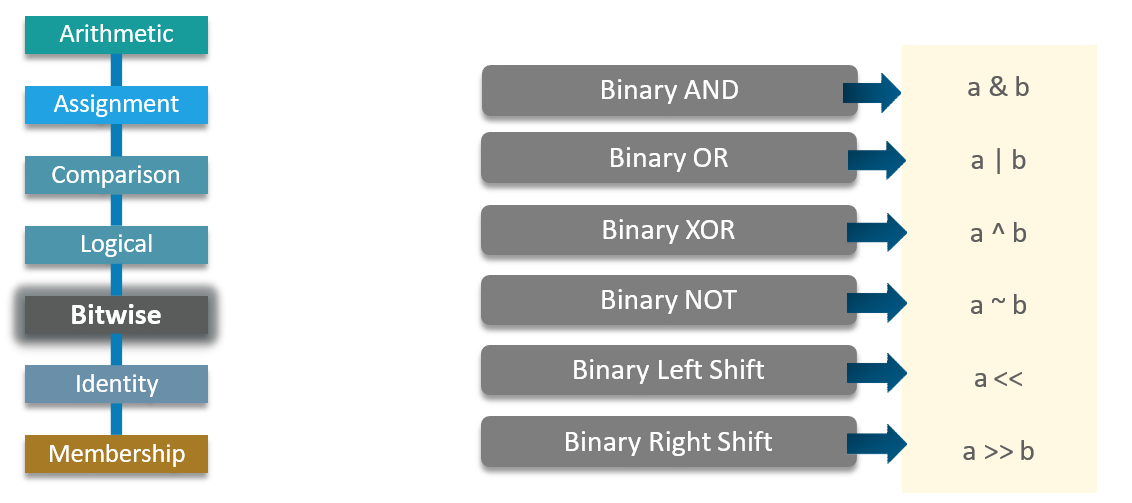 Arithmetic
Assignment
Comparison
Logical
Bitwise
Identity
Membership
Binary AND
a & b
Binary OR
a | b
Binary XOR
a ^ b
Binary NOT
a ~ b
Binary Left Shift
a <<
Binary Right Shift
a >> b